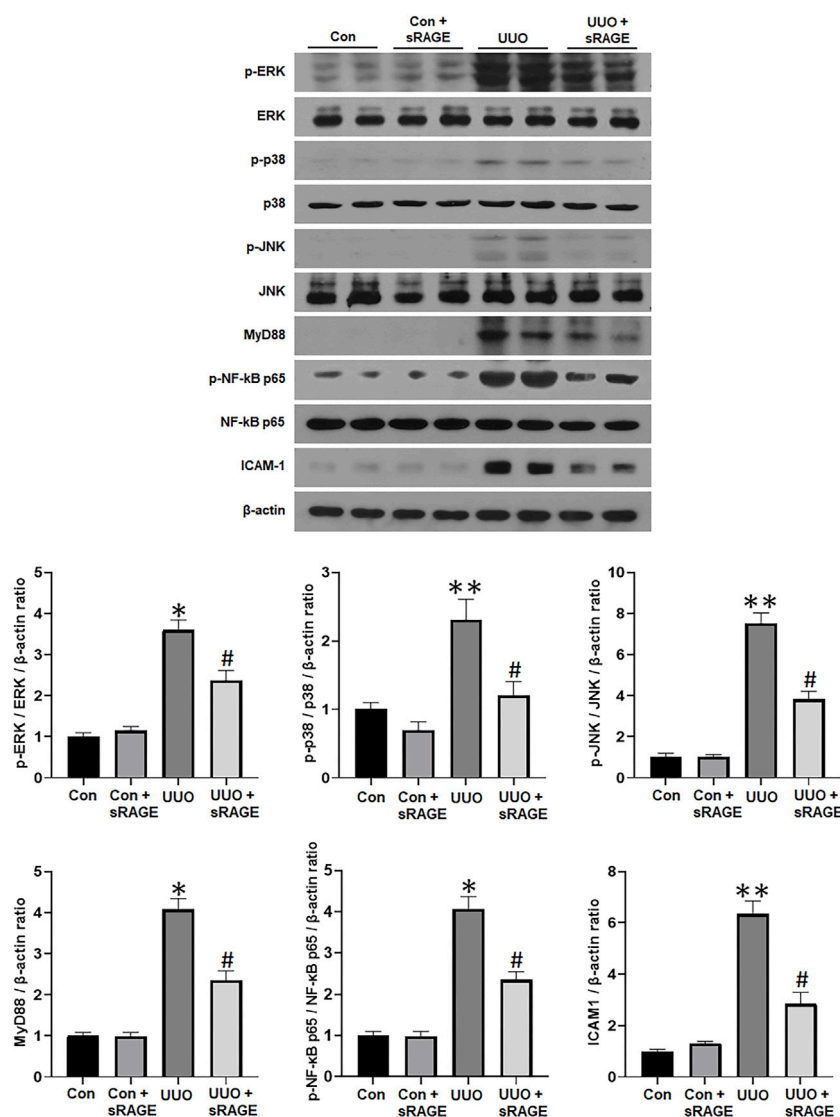 Con
Con +
sRAGE
UUO
UUO +
sRAGE
p-ERK
ERK
p-p38
p38
p-JNK
JNK
MyD88
p-NF-kB p65
NF-kB p65
ICAM-1
β-actin
p-ERK / ERK / β-actin ratio
5
4
3
2
1
0
*
#
Con
Con +
sRAGE
UUO
UUO +
sRAGE
p-p38 / p38 / β-actin ratio
3
2
1
0
**
#
Con
Con +
sRAGE
UUO
UUO +
sRAGE
p-JNK / JNK / β-actin ratio
10
8
6
4
2
0
**
#
Con
Con +
sRAGE
UUO
UUO +
sRAGE
MyD88 / β-actin ratio
5
4
3
2
1
0
*
#
Con
Con +
sRAGE
UUO
UUO +
sRAGE
p-NF-κB p65 / NF-κB p65 / β-actin ratio
5
4
3
2
1
0
*
#
Con
Con +
sRAGE
UUO
UUO +
sRAGE
ICAM1 / β-actin ratio
8
6
4
2
0
**
#
Con
Con +
sRAGE
UUO
UUO +
sRAGE